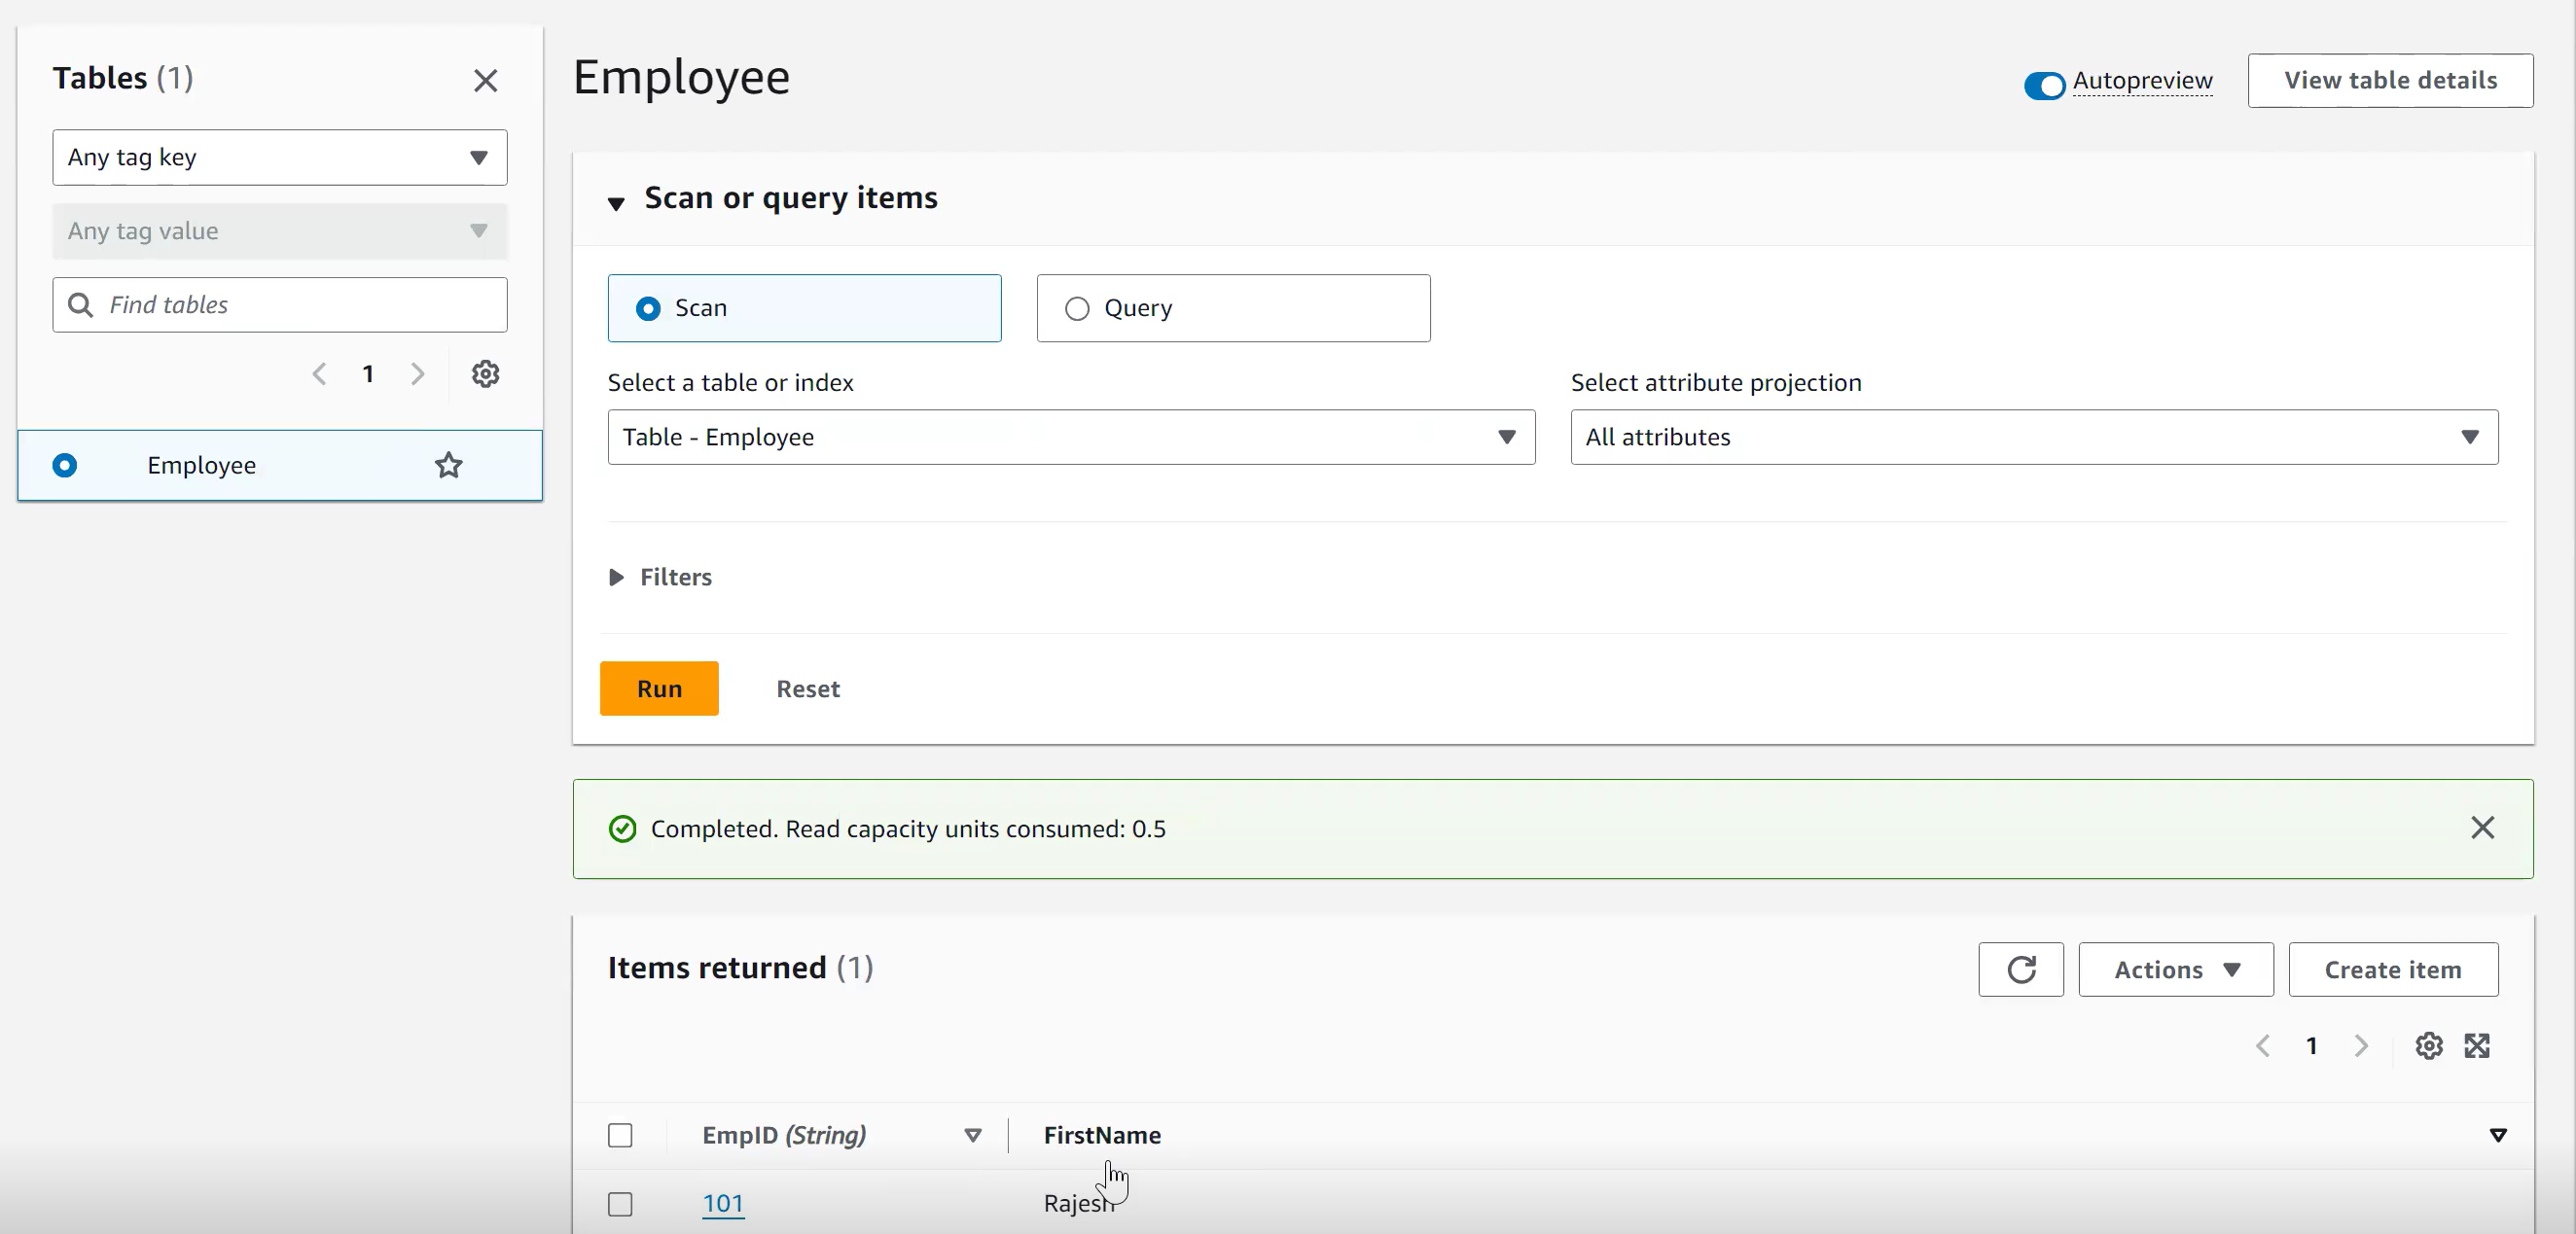 Tables (1)
Any tag key
Any tag value
Find tables
1
Employee
Employee
Autopreview
View table details
Scan or query items
Scan
Query
Select a table or index
Table - Employee
Select attribute projection
All attributes
Filters
Run
Reset
Completed. Read capacity units consumed: 0.5
Items returned (1)
Actions
Create item
1
EmpID (String)
FirstName
101
Rajesh